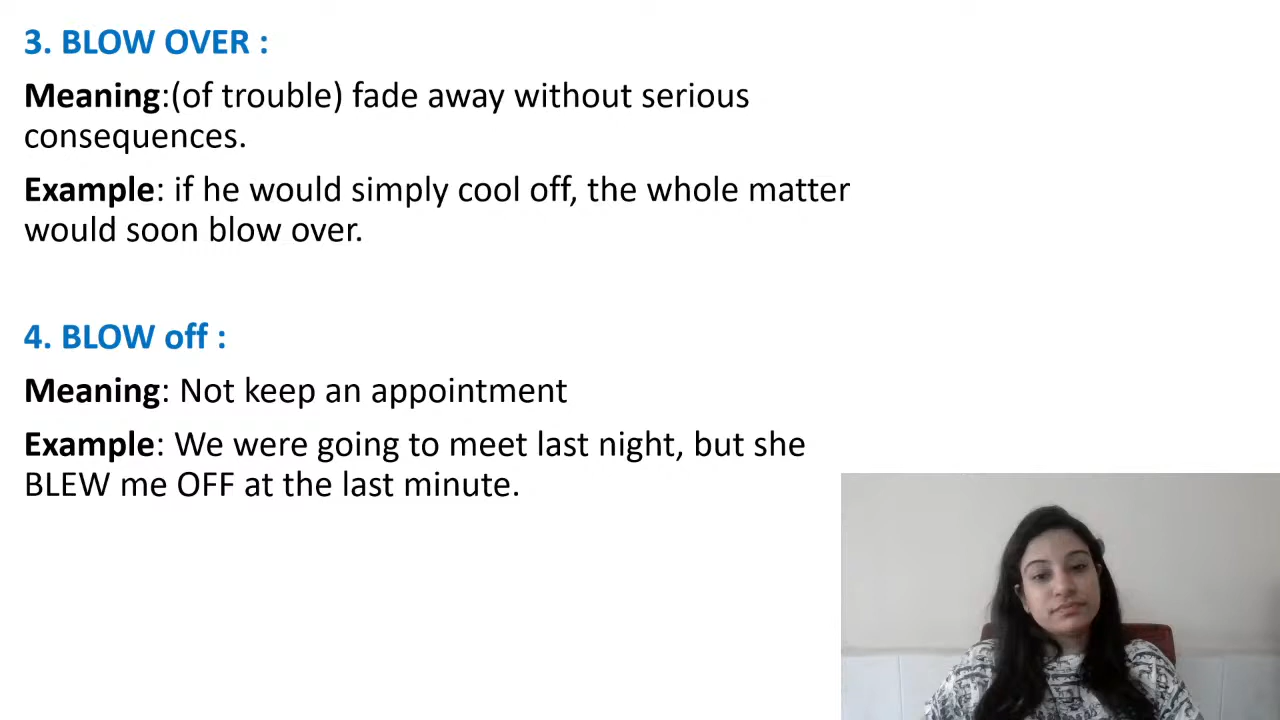 3. BLOW OVER :
Meaning:(of trouble) fade away without serious
consequences.
Example: if he would simply cool off, the whole matter
would soon blow over.
4. BLOW off :
Meaning: Not keep an appointment
Example: We were going to meet last night, but she
BLEW me OFF at the last minute.